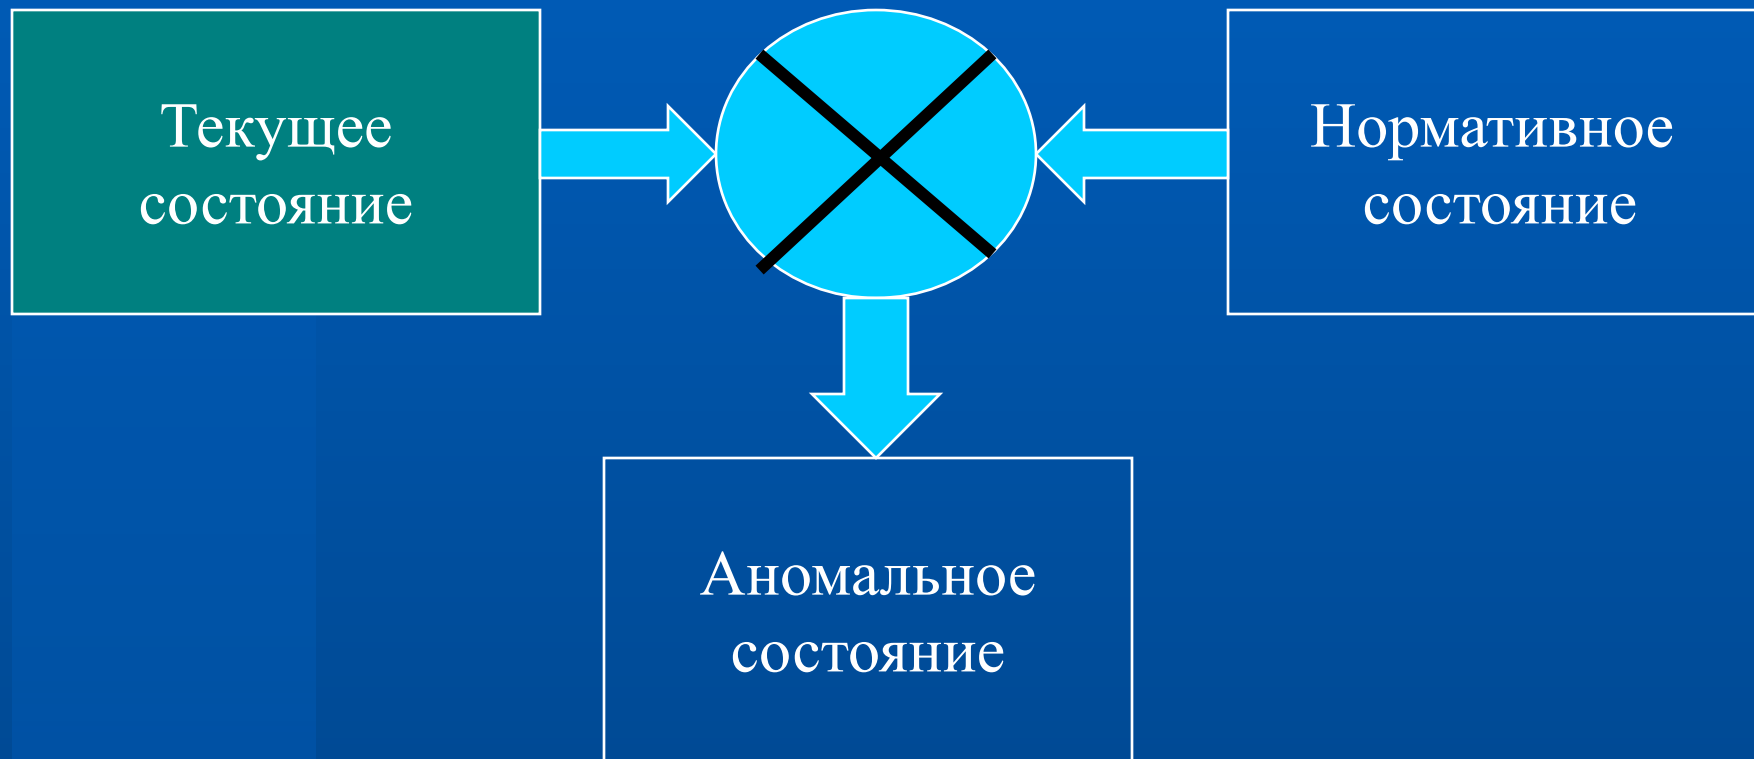 Текущее
состояние
Нормативное
состояние
Аномальное
состояние